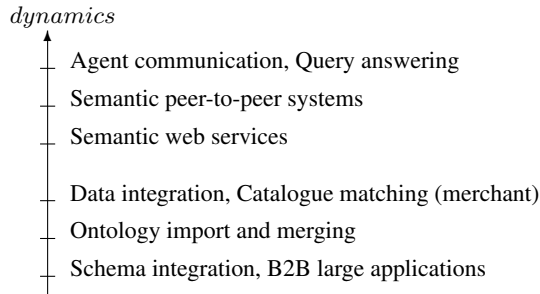 dynamics
Agent communication, Query answering
Semantic peer-to-peer systems
Semantic web services
Data integration, Catalogue matching (merchant)
Ontology import and merging
Schema integration, B2B large applications